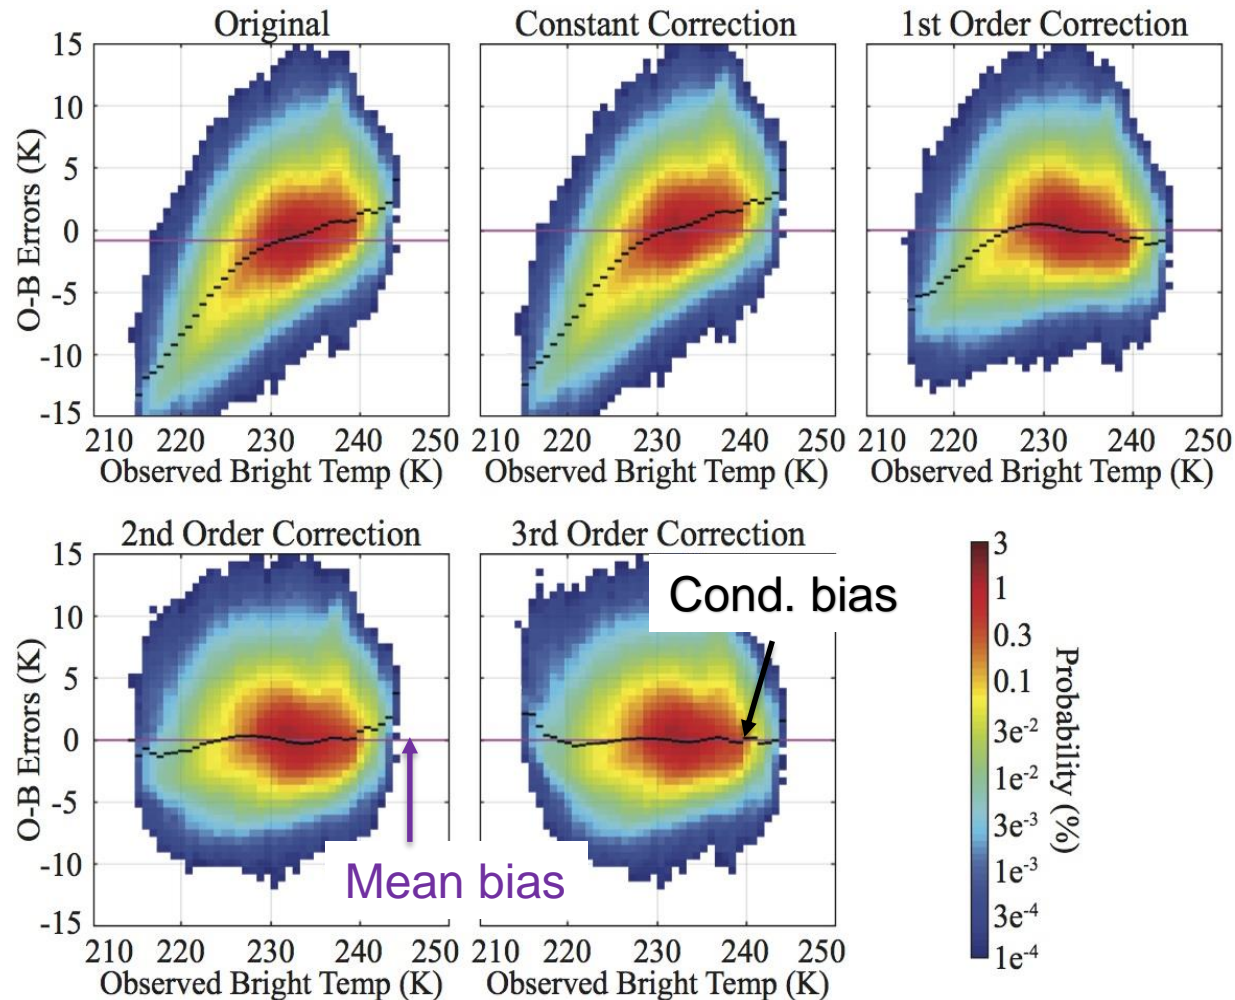 Original
Constant Correction
1st Order Correction
O-B Errors (K)
15
10
5
0
-5
-10
-15
210 220 230 240 250
210 220 230 240 250
210 220 230 240 250
Observed Bright Temp (K)
Observed Bright Temp (K)
Observed Bright Temp (K)
2nd Order Correction
3rd Order Correction
O-B Errors (K)
15
10
5
0
-5
-10
-15
Cond. bias
Mean bias
210 220 230 240 250
210 220 230 240 250
Observed Bright Temp (K)
Observed Bright Temp (K)
3
1
0.3
0.1
3e-2
1e-2
3e-3
1e-3
3e-4
1e-4
Probability (%)